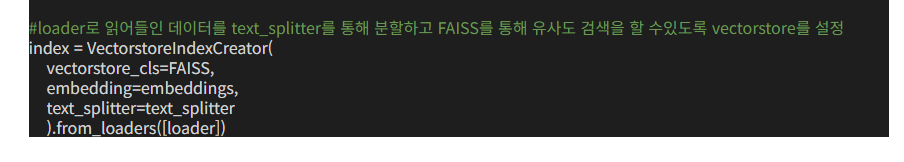 #loader로 읽어들인 데이터를 text_splitter를 통해 분할하고 FAISS를 통해 유사도 검색을 할 수있도록 vectorstore를 설정
index = VectorstoreIndexCreator(
    vectorstore_cls=FAISS,
    embedding=embeddings,
    text_splitter=text_splitter
    ).from_loaders([loader])